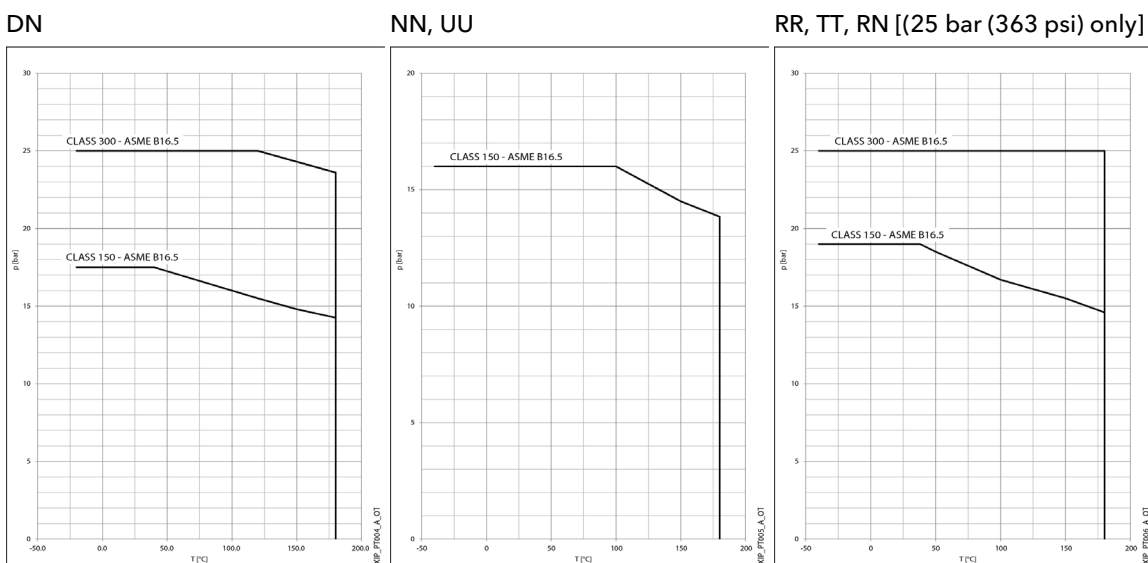 DN
NN, UU
RR, TT, RN [(25 bar (363 psi) only]
30
25
20
15
10
5
0
p [bar]
CLASS 300 - ASME B16.5
CLASS 150 - ASME B16.5
-50.0
0.0
50.0
100.0
150.0
200.0
T [°C]
XIP_PT004_A_OT
20
15
10
5
0
p [bar]
CLASS 150 - ASME B16.5
-50
0
50
100
150
200
T [°C]
XIP_PT005_A_OT
30
25
20
15
10
5
0
p [bar]
CLASS 300 - ASME B16.5
CLASS 150 - ASME B16.5
-50
0
50
100
150
200
T [°C]
XIP_PT006_A_OT